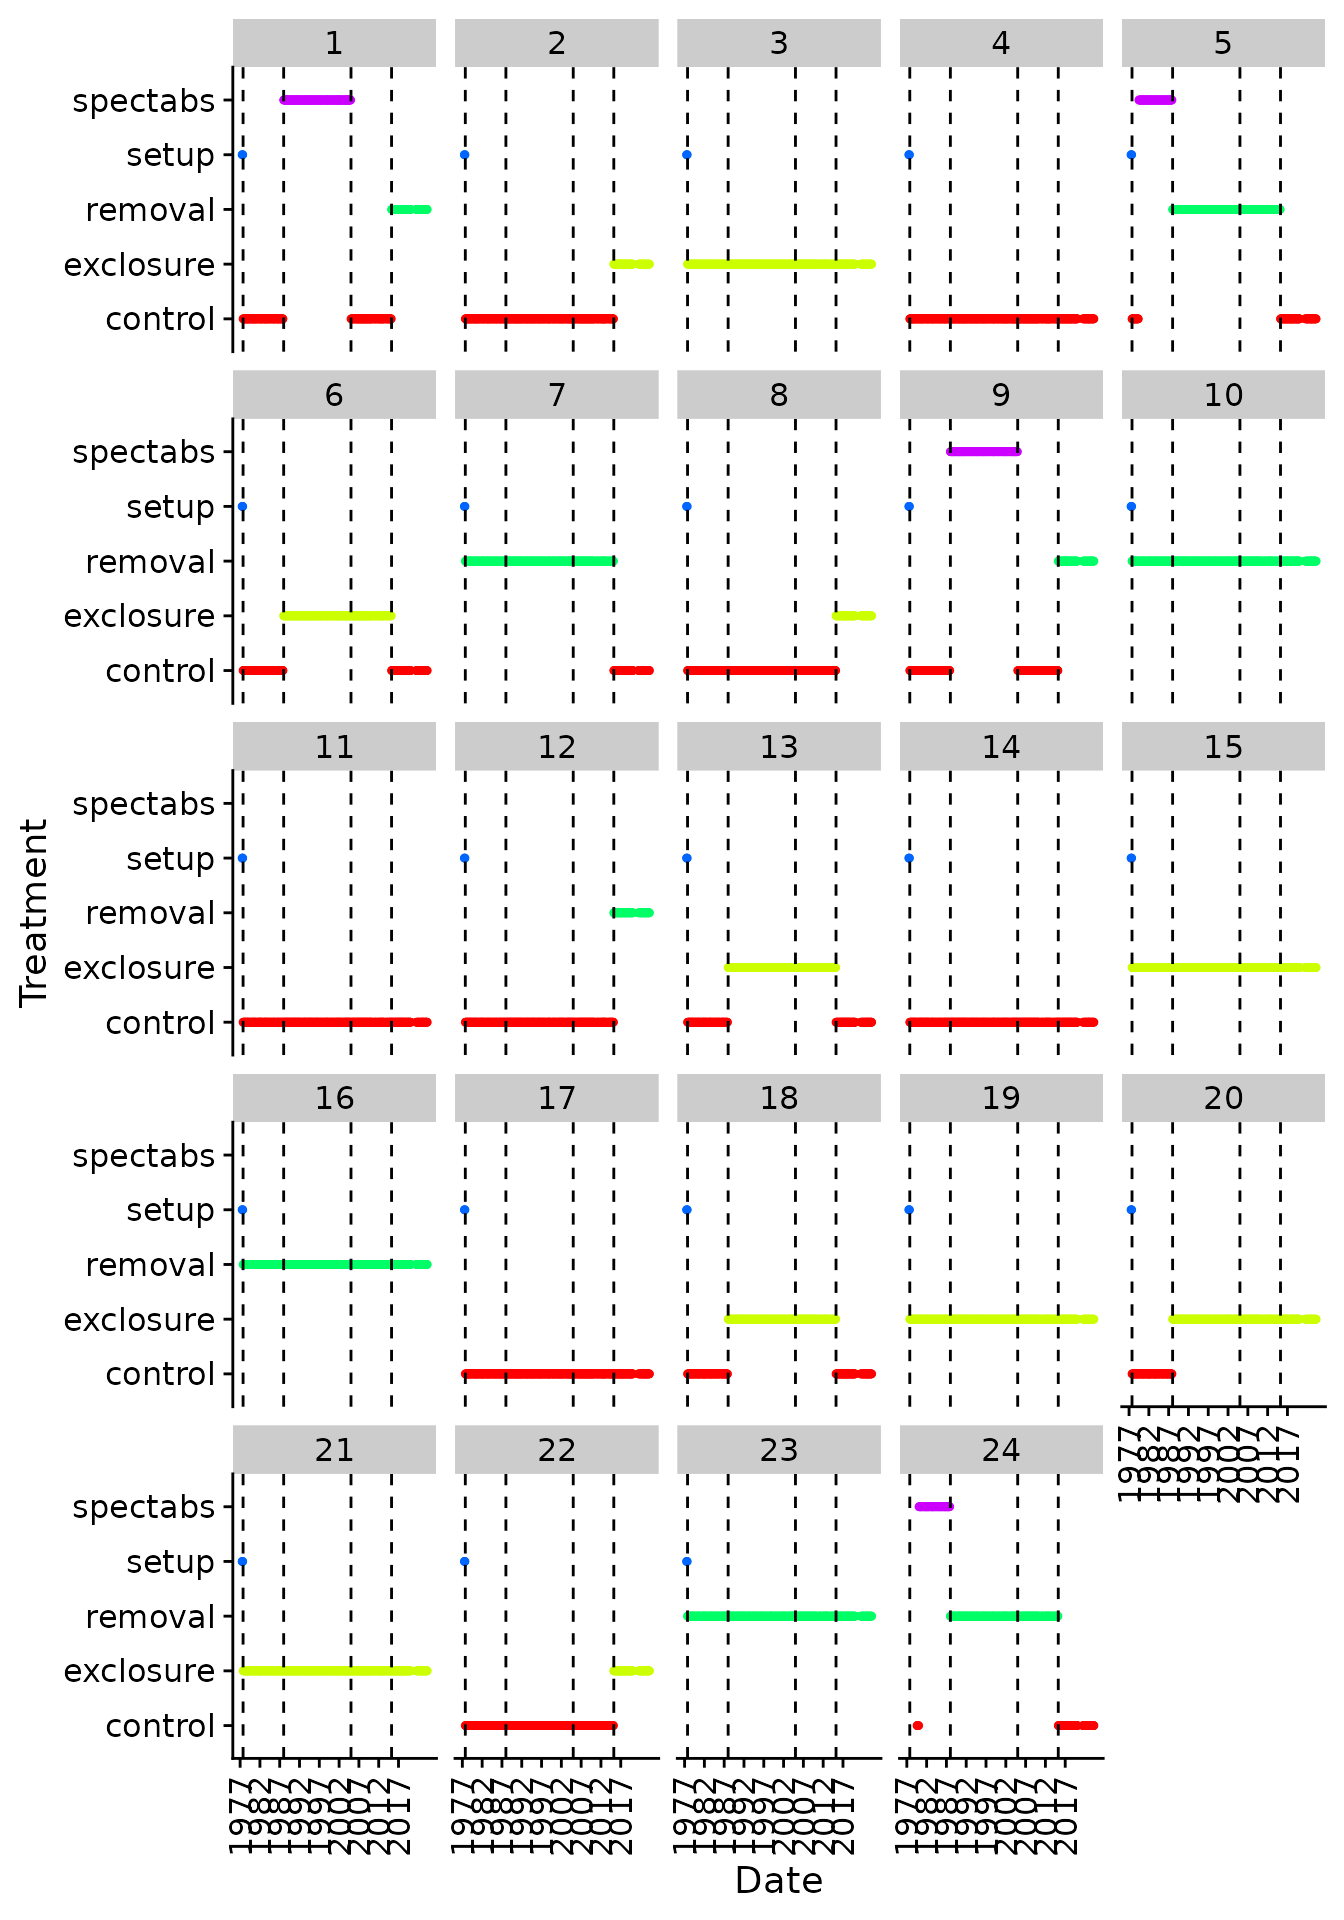 1 2 3 4 5
spectabs
setup
removal
exclosure
control
6 7 8 9 10
spectabs
setup
removal
exclosure
control
11 12 13 14 15
spectabs
setup
removal
exclosure
control
Treatment
16 17 18 19 20
spectabs
setup
removal
exclosure
control
1977 1982 1987 1992 1997 2002 2007 2012 2017
21 22 23 24
spectabs
setup
removal
exclosure
control
1977 1982 1987 1992 1997 2002 2007 2012 2017 1977 1982 1987 1992 1997 2002 2007 2012 2017 1977 1982 1987 1992 1997 2002 2007 2012 2017 1977 1982 1987 1992 1997 2002 2007 2012 2017
Date